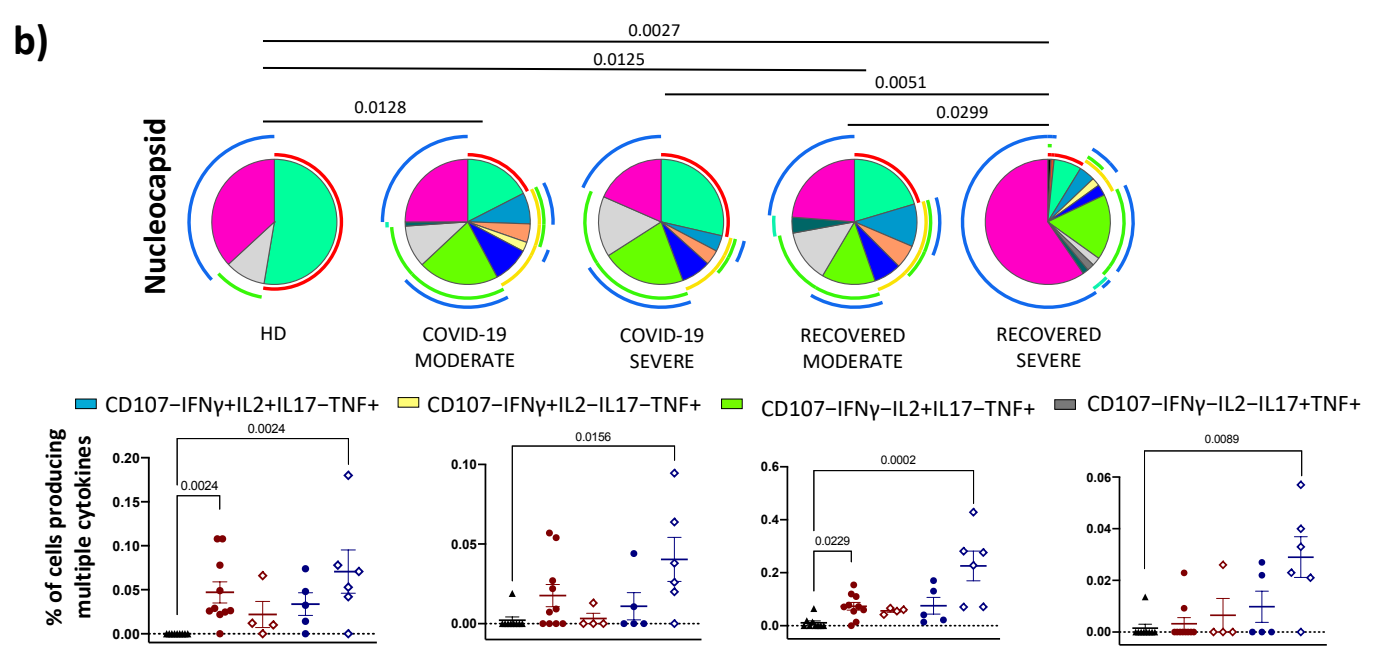 b)
0.0027
0.0125
0.0051
0.0128
0.0299
Nucleocapsid
HD
COVID-19
MODERATE
COVID-19
SEVERE
RECOVERED
MODERATE
RECOVERED
SEVERE
CD107−IFNγ+IL2+IL17−TNF+
CD107−IFNγ+IL2−IL17−TNF+
CD107−IFNγ−IL2+IL17−TNF+
CD107−IFNγ−IL2−IL17+TNF+
% of cells producing
multiple cytokines
0.0024
0.0024
0.20
0.15
0.10
0.05
0.00
0.0156
0.10
0.05
0.00
0.0002
0.0229
0.6
0.4
0.2
0.0
0.0089
0.06
0.04
0.02
0.00